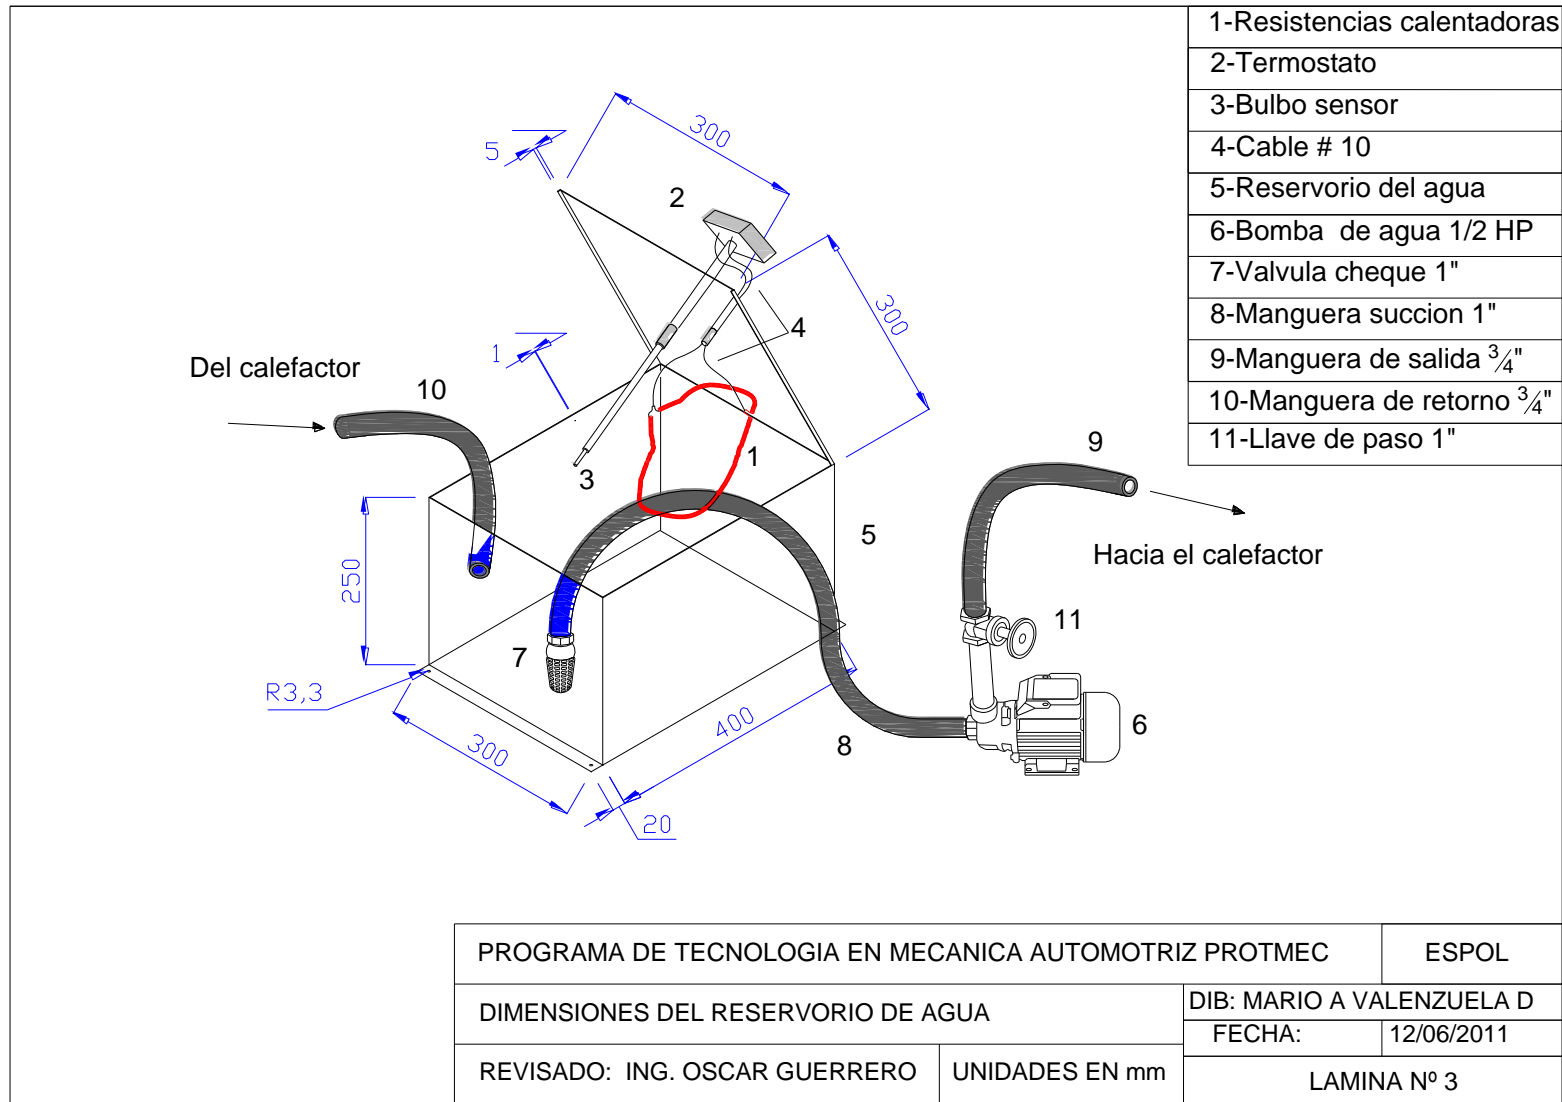 1-Resistencias calentadoras
2-Termostato
3-Bulbo sensor
4-Cable # 10
5-Reservorio del agua
6-Bomba  de agua 1/2 HP
7-Valvula cheque 1"
8-Manguera succion 1"
9-Manguera de salida 3/4"
10-Manguera de retorno 3/4"
11-Llave de paso 1"
300
5
2
300
4
1
Del calefactor
10
9
1
3
5
Hacia el calefactor
250
11
7
R3,3
400
6
8
300
20
PROGRAMA DE TECNOLOGIA EN MECANICA AUTOMOTRIZ PROTMEC
ESPOL
DIMENSIONES DEL RESERVORIO DE AGUA
DIB: MARIO A VALENZUELA D
FECHA:
12/06/2011
REVISADO:  ING. OSCAR GUERRERO
UNIDADES EN mm
LAMINA Nº 3